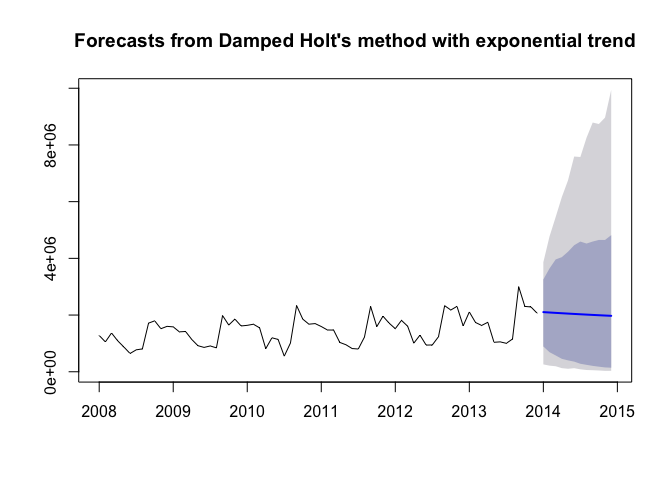 Forecasts from Damped Holt's method with exponential trend
8e+06
4e+06
0e+00
2008 2009 2010 2011 2012 2013 2014 2015